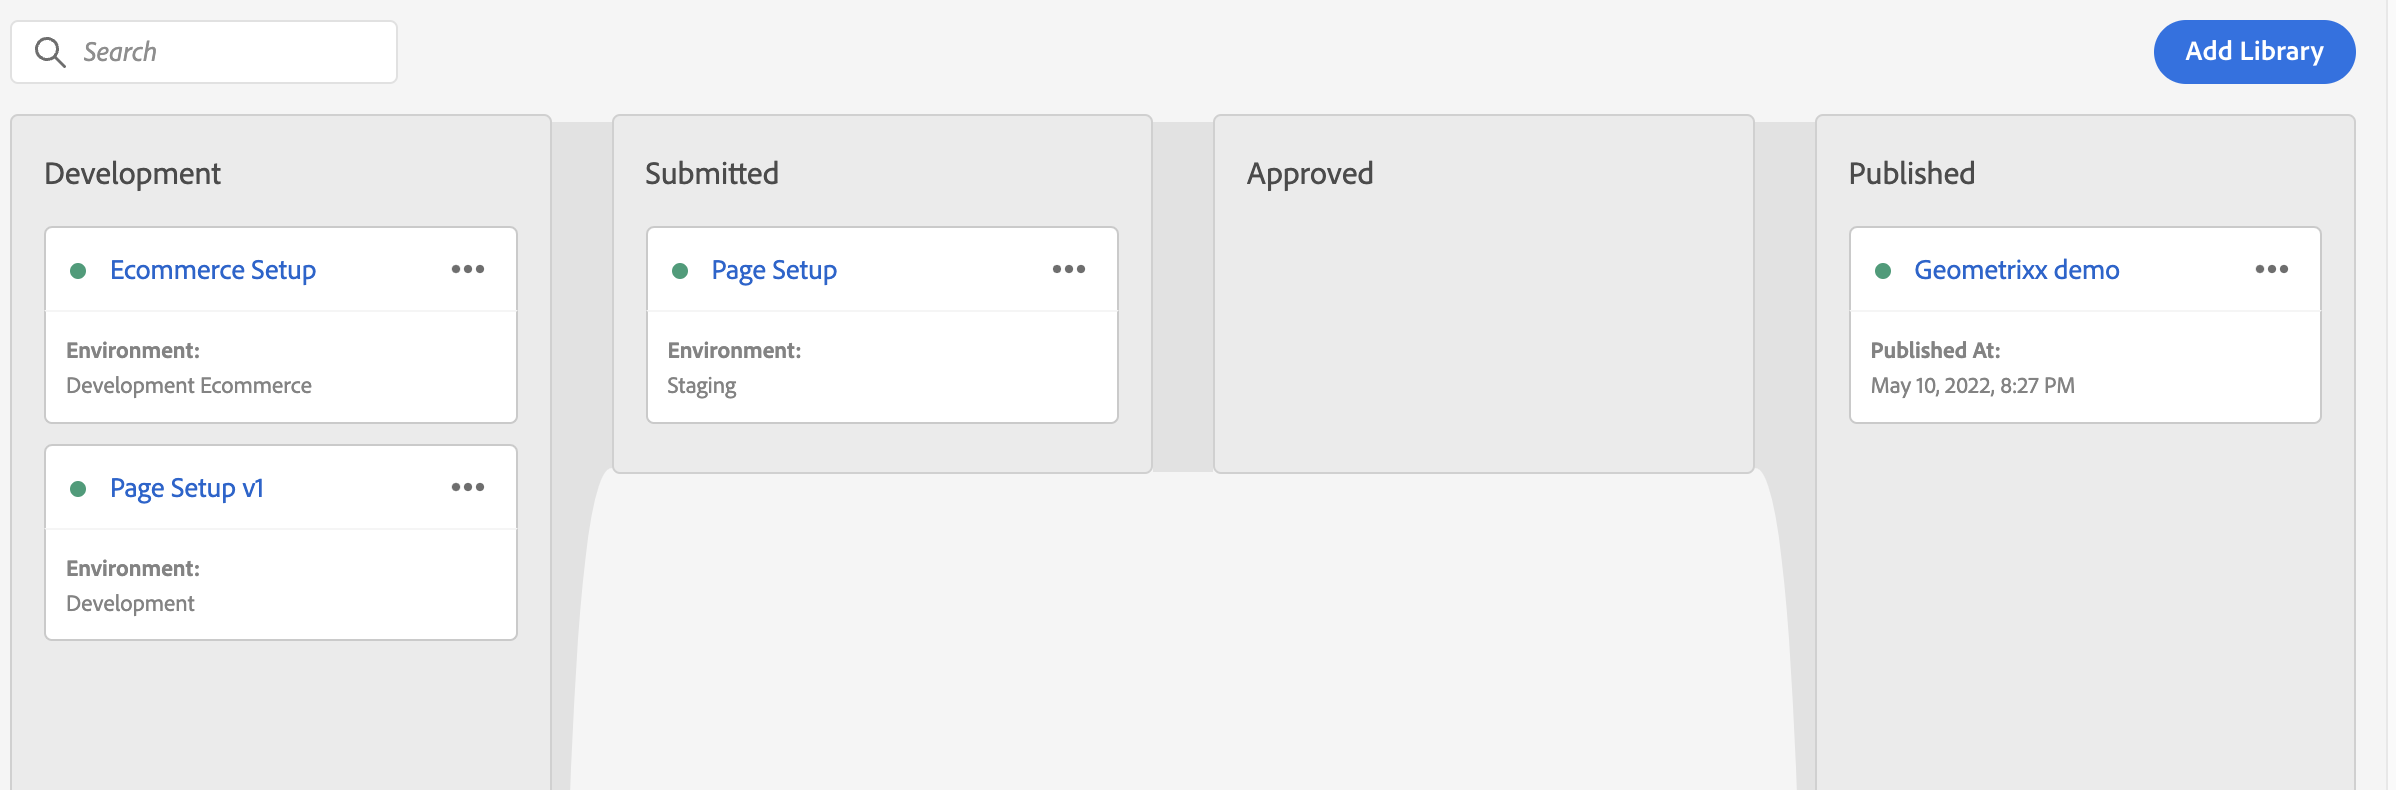 Search
Add Library
Development
Ecommerce Setup
Environment:
Development Ecommerce
Page Setup v1
Environment:
Development
Submitted
Page Setup
Environment:
Staging
Approved
Published
Geometrixx demo
Published At:
May 10, 2022, 8:27 PM